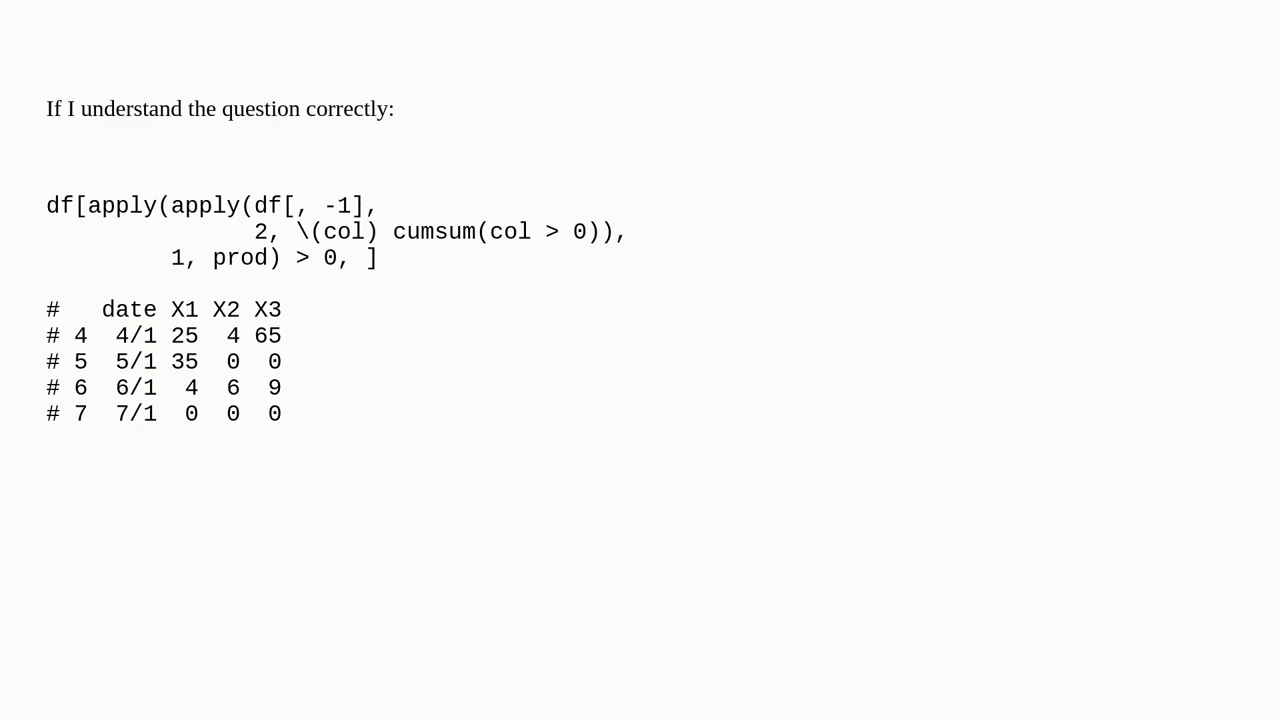 If I understand the question correctly:
df[apply(apply(df[, -1],
               2, \(col) cumsum(col > 0)),
         1, prod) > 0, ]
#   date X1 X2 X3
# 4  4/1 25  4 65
# 5  5/1 35  0  0
# 6  6/1  4  6  9
# 7  7/1  0  0  0